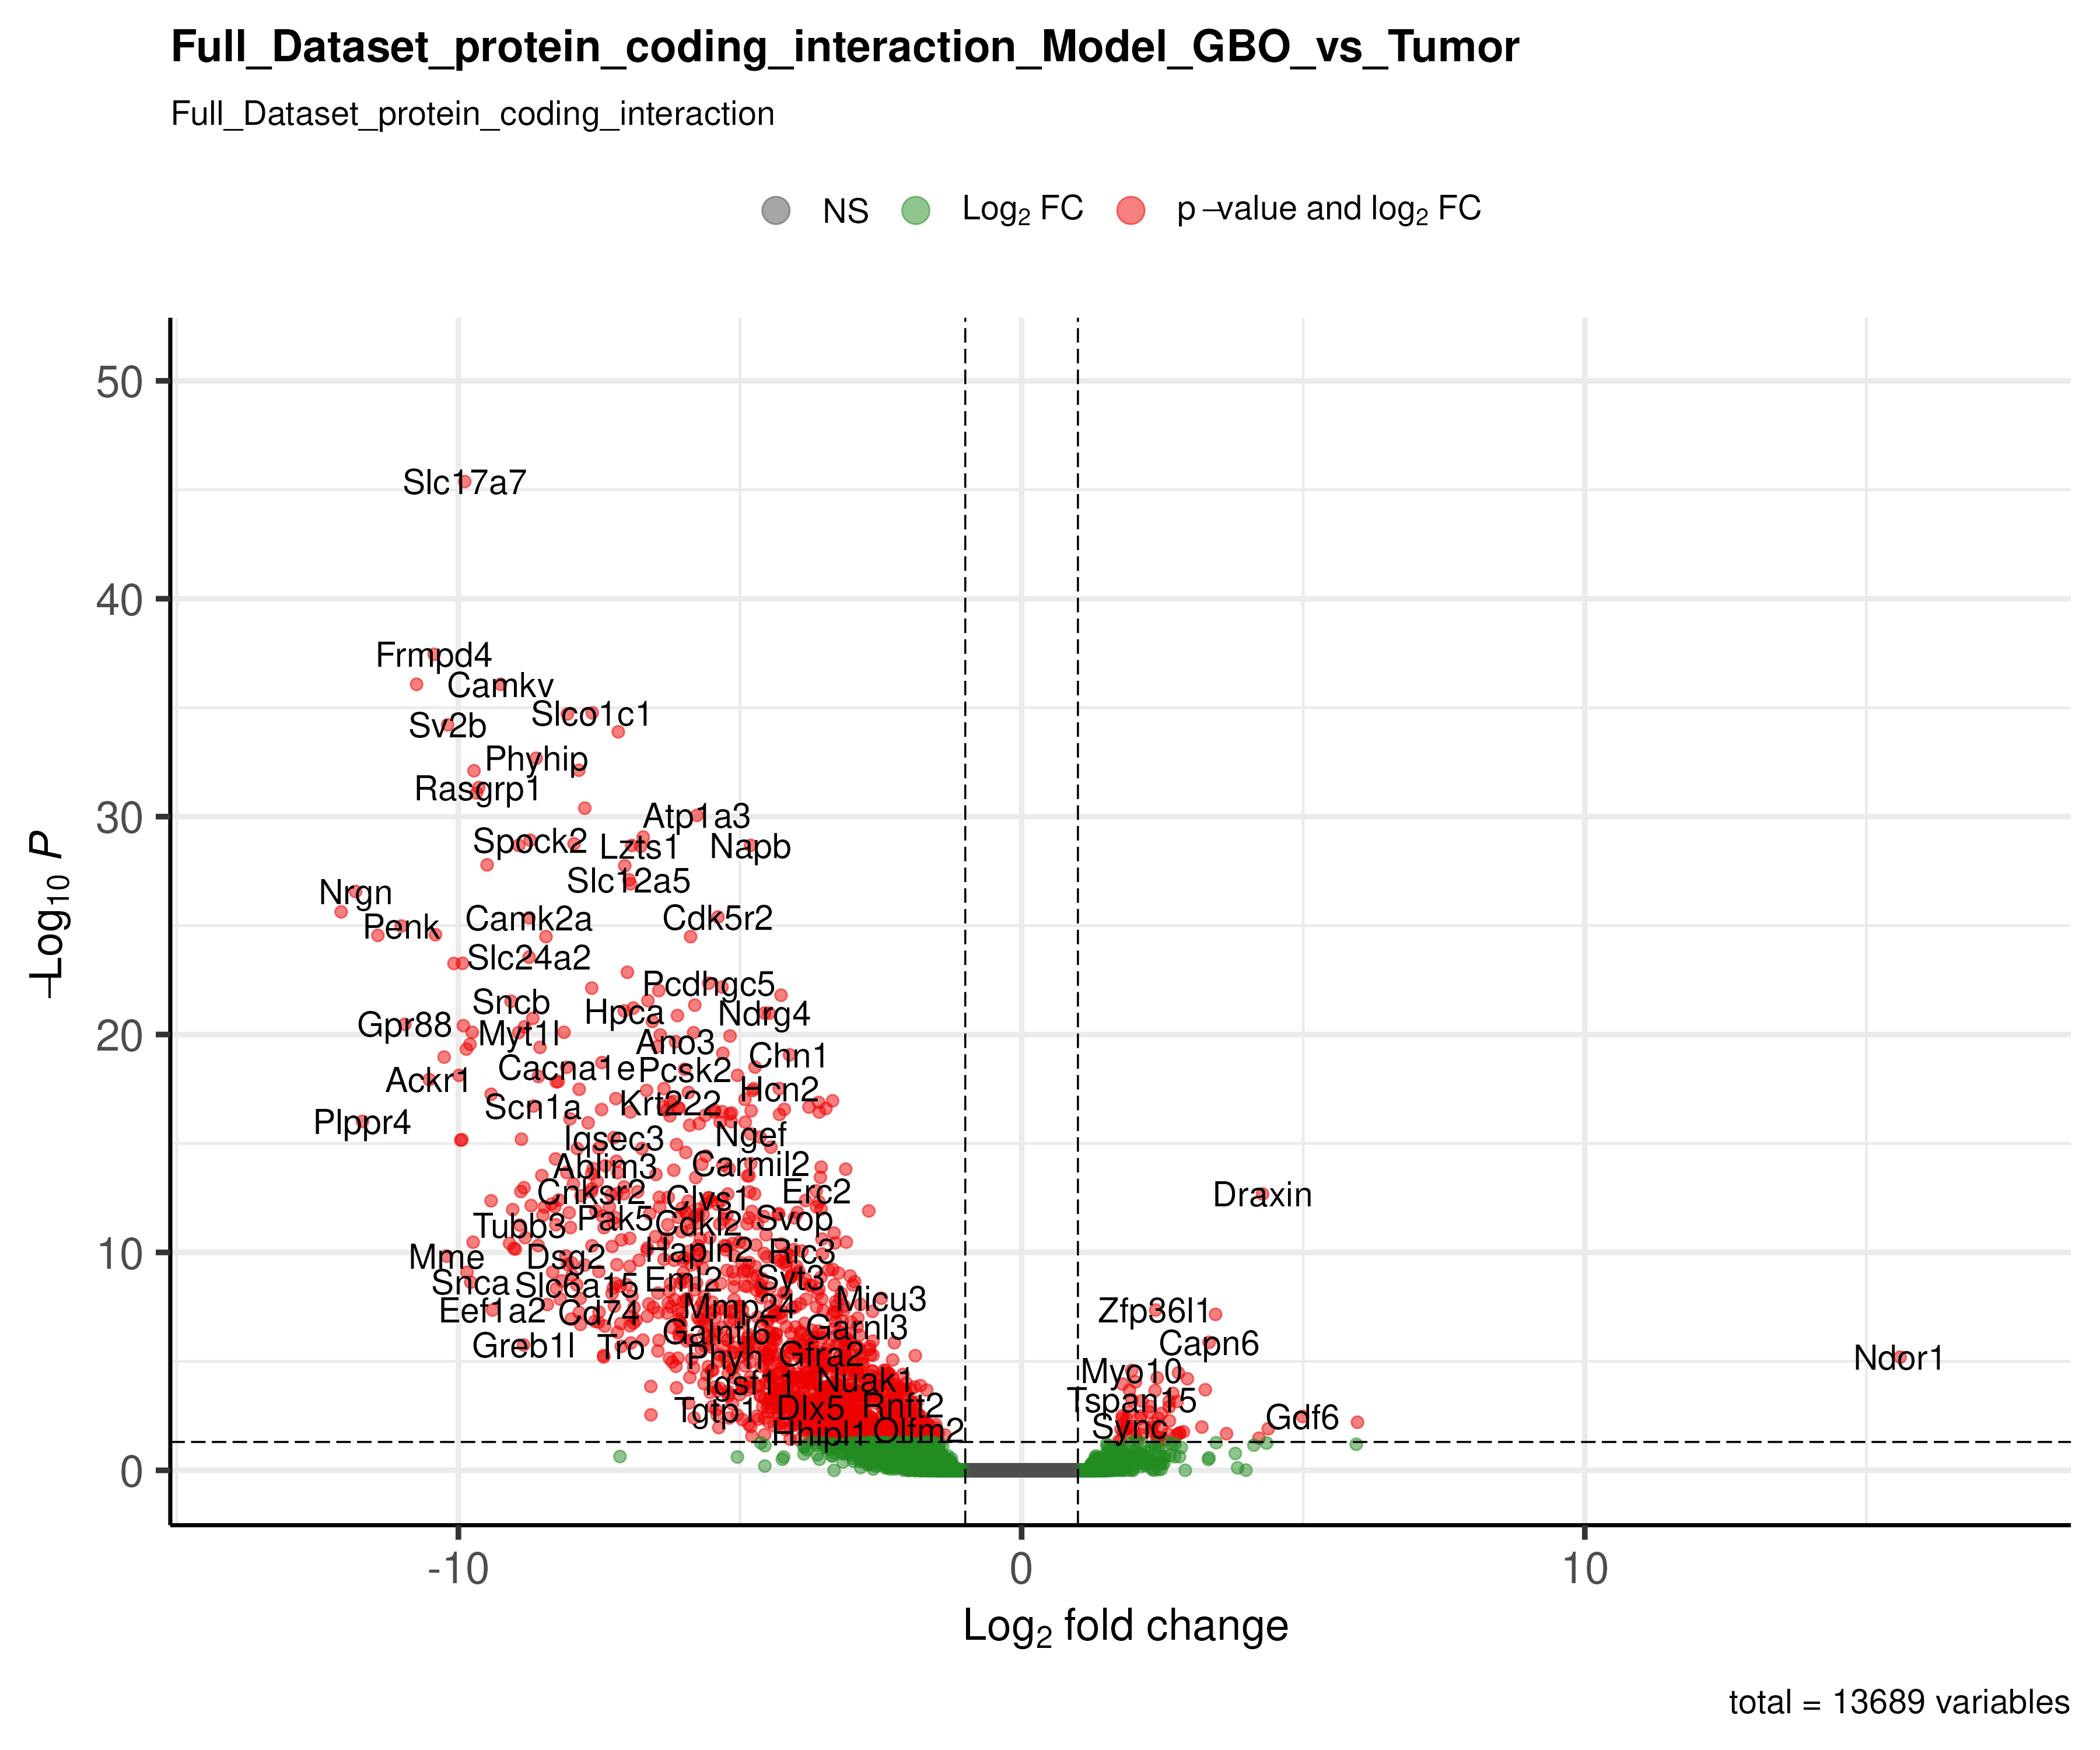 Full_Dataset_protein_coding_interaction_Model_GBO_vs_Tumor
Full_Dataset_protein_coding_interaction
NS Log₂ FC p−value and log₂ FC
−Log₁₀ P
50
40
30
20
10
0
Slc17a7
Frmpd4
Camkv
Slco1c1
Sv2b
Phyhip
Rasgrp1
Atp1a3
Spock2
Lzts1
Napb
Slc12a5
Nrgn
Penk
Camk2a
Cdk5r2
Slc24a2
Pcdhgc5
Sncb
Hpca
Ndrg4
Gpr88
Myt1l
Ano3
Chn1
Ackr1
Cacna1e
Pcsk2
Hcn2
Scn1a
Krt222
Plppr4
Iqsec3
Ngef
Ablim3
Carmil2
Cnksr2
Clvs1
Erc2
Draxin
Tubb3
Pak5
Cdkl2
Svop
Mme
Dsg2
Hapln2
Ric3
Snca
Slc6a15
Eml2
Syt3
Eef1a2
Cd74
Mmp24
Micu3
Zfp36l1
Greb1l
Tro
Galntl6
Garnl3
Capn6
Phyh
Gfra2
Ndor1
Igsf11
Nuak1
Myo10
Tgtp1
Dlx5
Rnft2
Tspan15
Gdf6
Hhipl1
Olfm2
Sync
-10
0
10
Log₂ fold change
total = 13689 variables